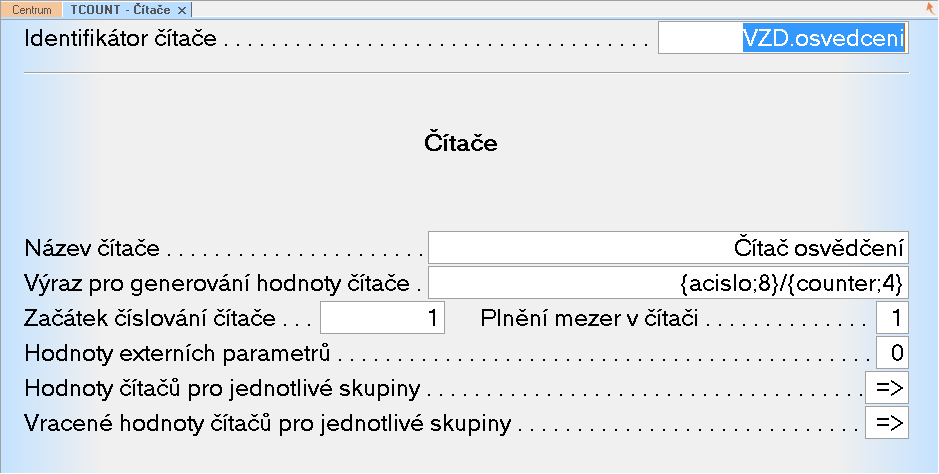 Centrum TCOUNT - Čítače ×
Identifikátor čítače . . . . . . . . . . . . . . . . . . . . . . . . . . . . . . . . . . . . VZD.osvedceni
Čítače
Název čítače . . . . . . . . . . . . . . . . . . . . . . Čítač osvědčení
Výraz pro generování hodnoty čítače . {acislo;8}/{counter;4}
Začátek číslování čítače . . . 1 Plnění mezer v čítači . . . . . . . . . . . . . . 1
Hodnoty externích parametrů . . . . . . . . . . . . . . . . . . . . . . . . . . . . . . . . . . . . . . . . . . . . . 0
Hodnoty čítačů pro jednotlivé skupiny . . . . . . . . . . . . . . . . . . . . . . . . . . . . . . . . . . . . . =>
Vracené hodnoty čítačů pro jednotlivé skupiny . . . . . . . . . . . . . . . . . . . . . . . . . . . . . =>